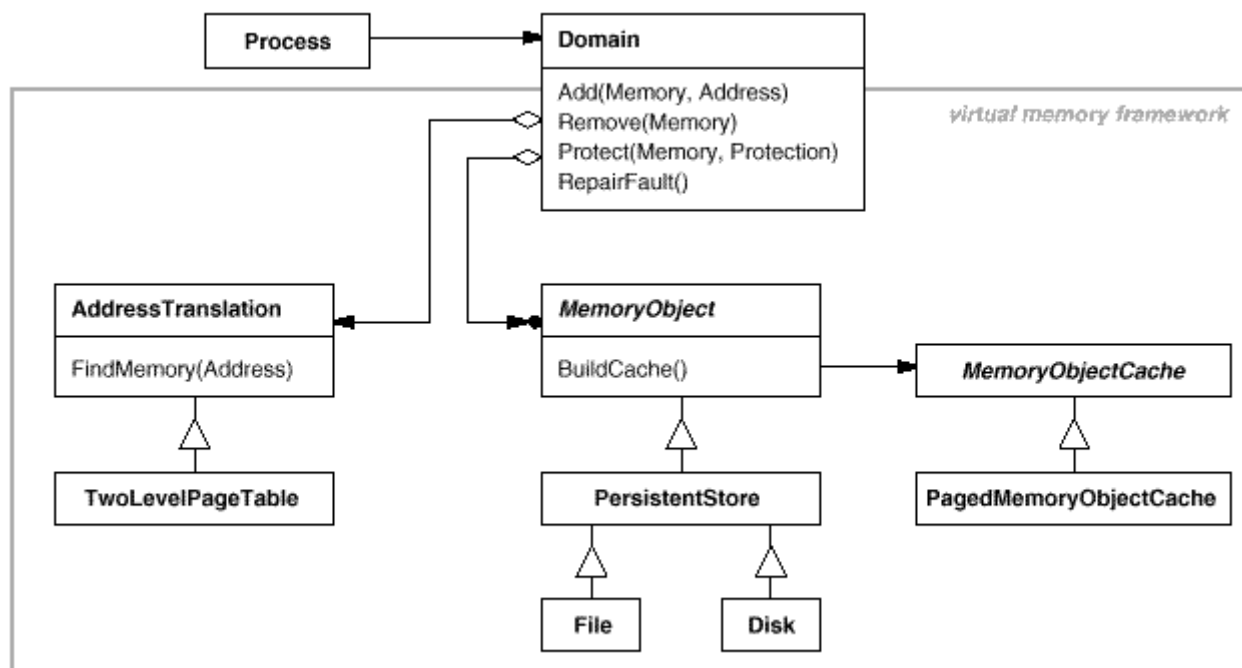 Process
Domain
Add(Memory, Address)
Remove(Memory)
Protect(Memory, Protection)
RepairFault()
virtual memory framework
AddressTranslation
FindMemory(Address)
MemoryObject
BuildCache()
MemoryObjectCache
TwoLevelPageTable
PersistentStore
PagedMemoryObjectCache
File
Disk